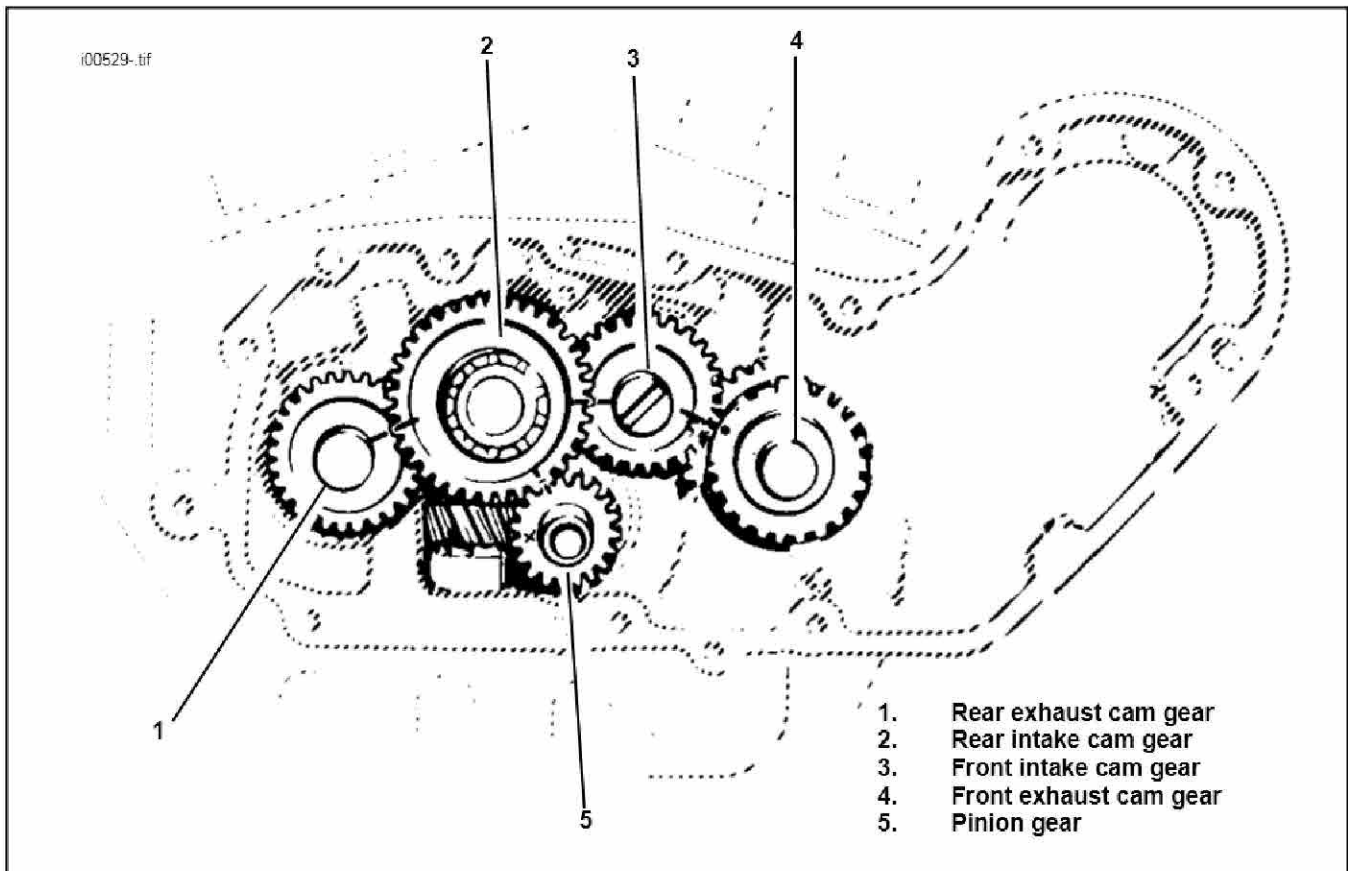 i00529-.tif
2
3
4
1
5
1. Rear exhaust cam gear
2. Rear intake cam gear
3. Front intake cam gear
4. Front exhaust cam gear
5. Pinion gear